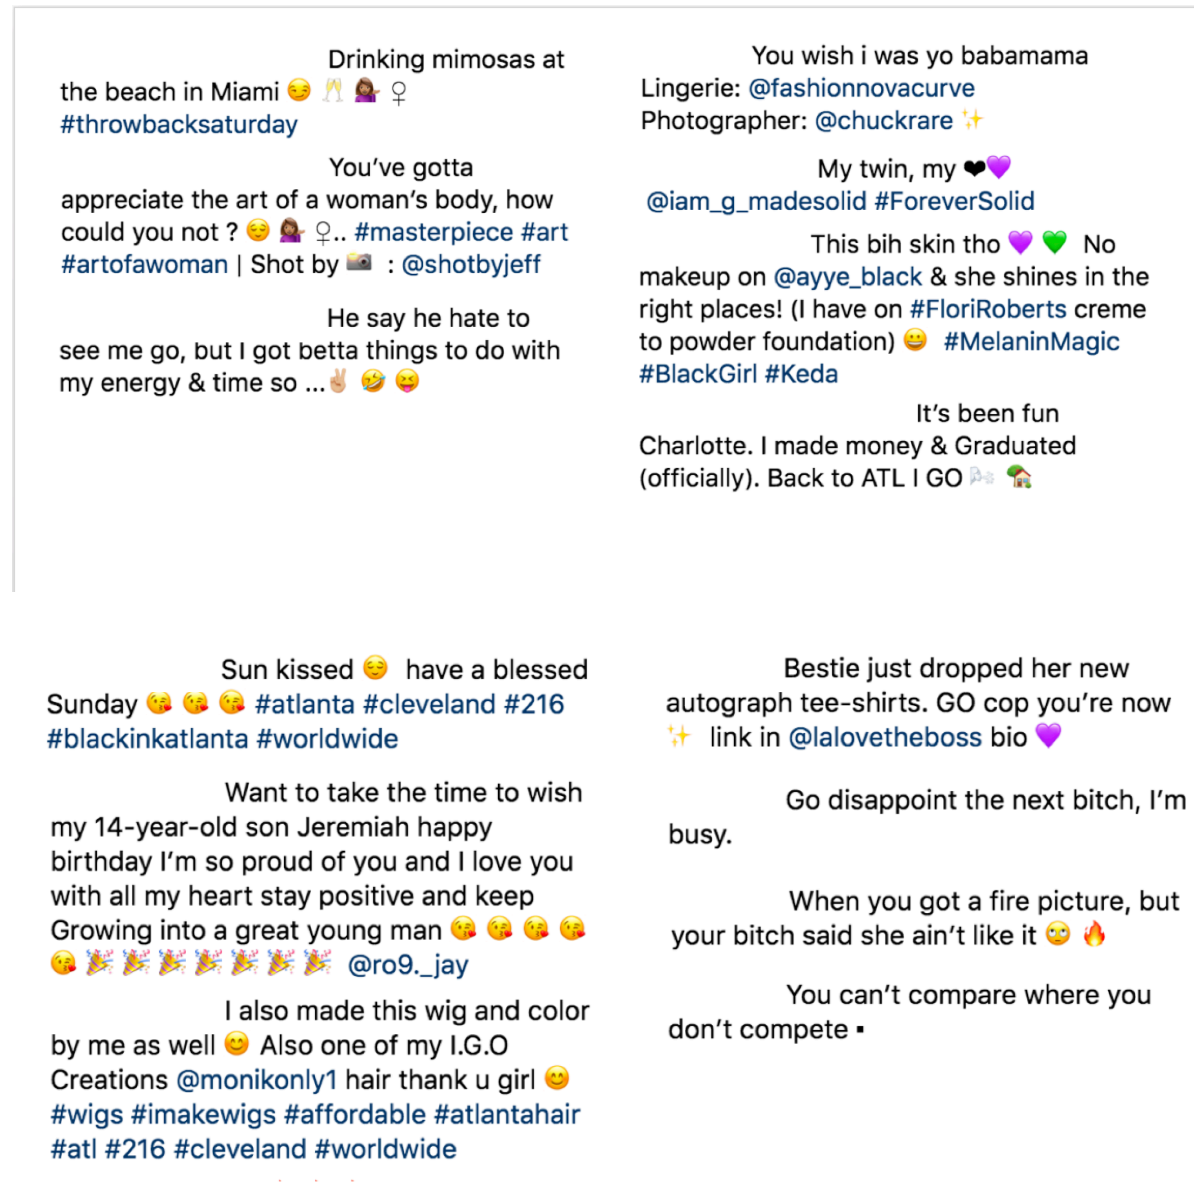 Drinking mimosas at
the beach in Miami 😏 🥂 💁🏽 ♀
#throwbacksaturday
You’ve gotta
appreciate the art of a woman’s body, how
could you not ? 😌 💁🏽 ♀.. #masterpiece #art
#artofawoman | Shot by 📸 : @shotbyjeff
He say he hate to
see me go, but I got betta things to do with
my energy & time so ...✌🏼 🤣 😝
You wish i was yo babamama
Lingerie: @fashionnovacurve
Photographer: @chuckrare ✨
My twin, my ❤💜
@iam_g_madesolid #ForeverSolid
This bih skin tho 💜 💚 No
makeup on @ayye_black & she shines in the
right places! (I have on #FloriRoberts creme
to powder foundation) 😀 #MelaninMagic
#BlackGirl #Keda
It’s been fun
Charlotte. I made money & Graduated
(officially). Back to ATL I GO 🌬 🏡
Sun kissed 😌 have a blessed
Sunday 😘 😘 😘 #atlanta #cleveland #216
#blackinkatlanta #worldwide
Want to take the time to wish
my 14-year-old son Jeremiah happy
birthday I’m so proud of you and I love you
with all my heart stay positive and keep
Growing into a great young man 😘 😘 😘 😘
😘 🎉 🎉 🎉 🎉 🎉 🎉 🎉 @ro9._jay
I also made this wig and color
by me as well 😊 Also one of my I.G.O
Creations @monikonly1 hair thank u girl 😊
#wigs #imakewigs #affordable #atlantahair
#atl #216 #cleveland #worldwide
Bestie just dropped her new
autograph tee-shirts. GO cop you’re now
✨ link in @lalovetheboss bio 💜
Go disappoint the next bitch, I’m
busy.
When you got a fire picture, but
your bitch said she ain’t like it 🙄 🔥
You can’t compare where you
don’t compete ▪